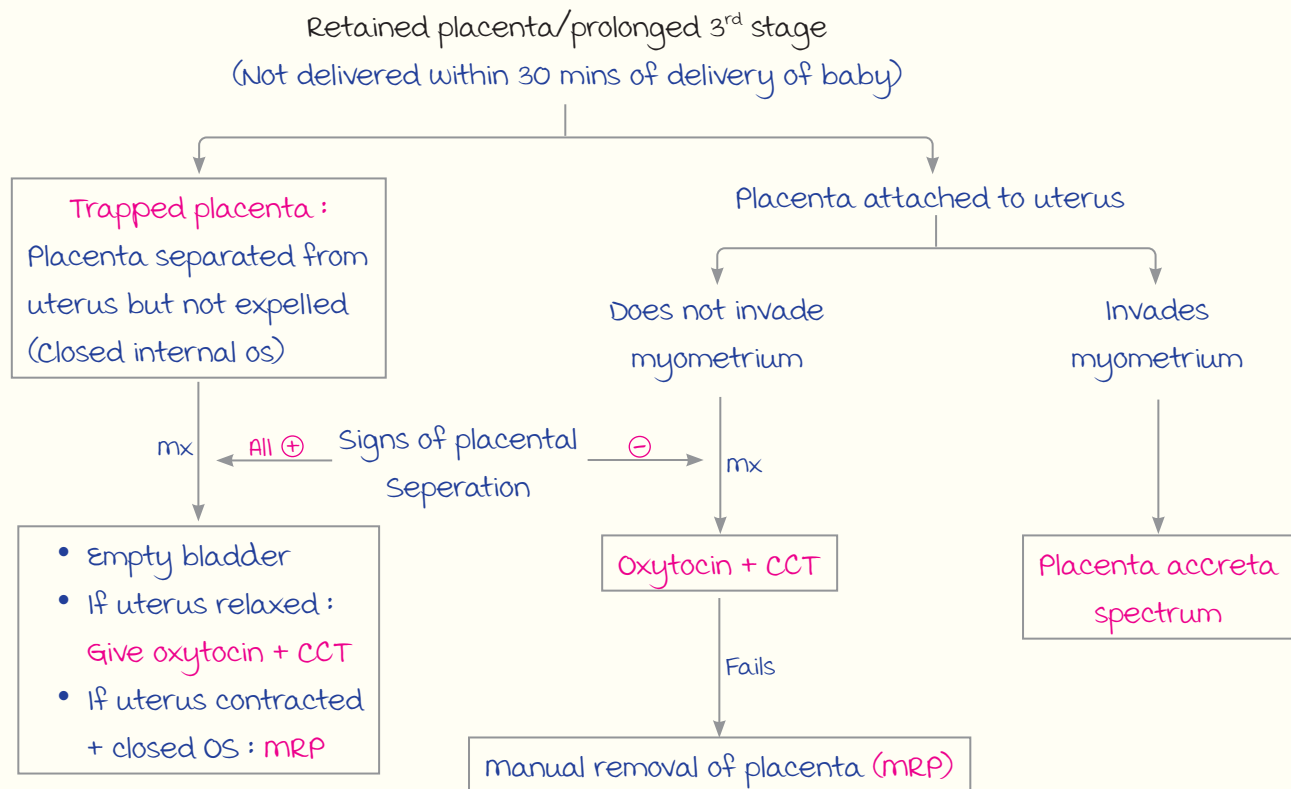 Retained placenta/prolonged 3rd stage
(Not delivered within 30 mins of delivery of baby)
Trapped placenta :
Placenta separated from
uterus but not expelled
(Closed internal os)
mx
All ⊕
Signs of placental
Seperation
⊖
• Empty bladder
• If uterus relaxed :
Give oxytocin + CCT
• If uterus contracted
+ closed OS : MRP
Placenta attached to uterus
Does not invade
myometrium
mx
Oxytocin + CCT
Fails
Manual removal of placenta (MRP)
Invades
myometrium
Placenta accreta
spectrum